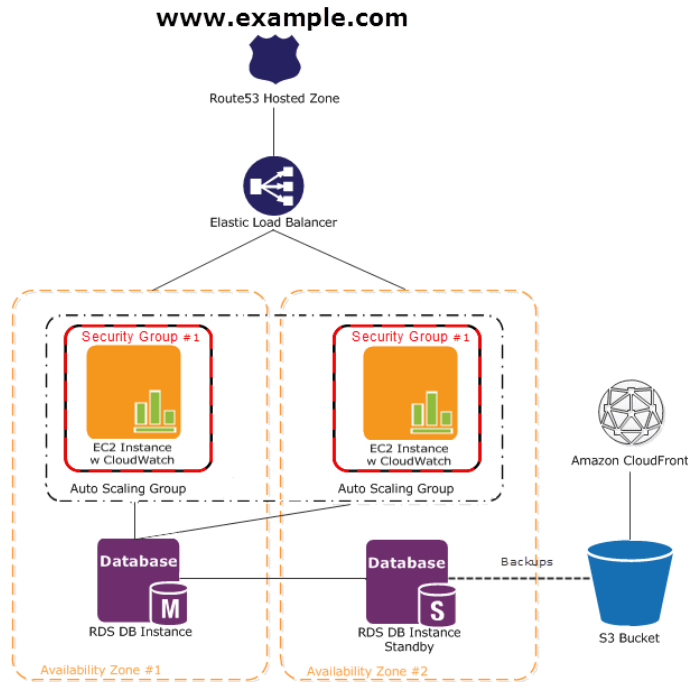 www.example.com
Route53 Hosted Zone
Elastic Load Balancer
Security Group #1
EC2 Instance
w CloudWatch
Auto Scaling Group
Security Group #1
EC2 Instance
w CloudWatch
Auto Scaling Group
Amazon CloudFront
Database
M
RDS DB Instance
Database
S
RDS DB Instance
Standby
Backups
S3 Bucket
Availability Zone #1
Availability Zone #2